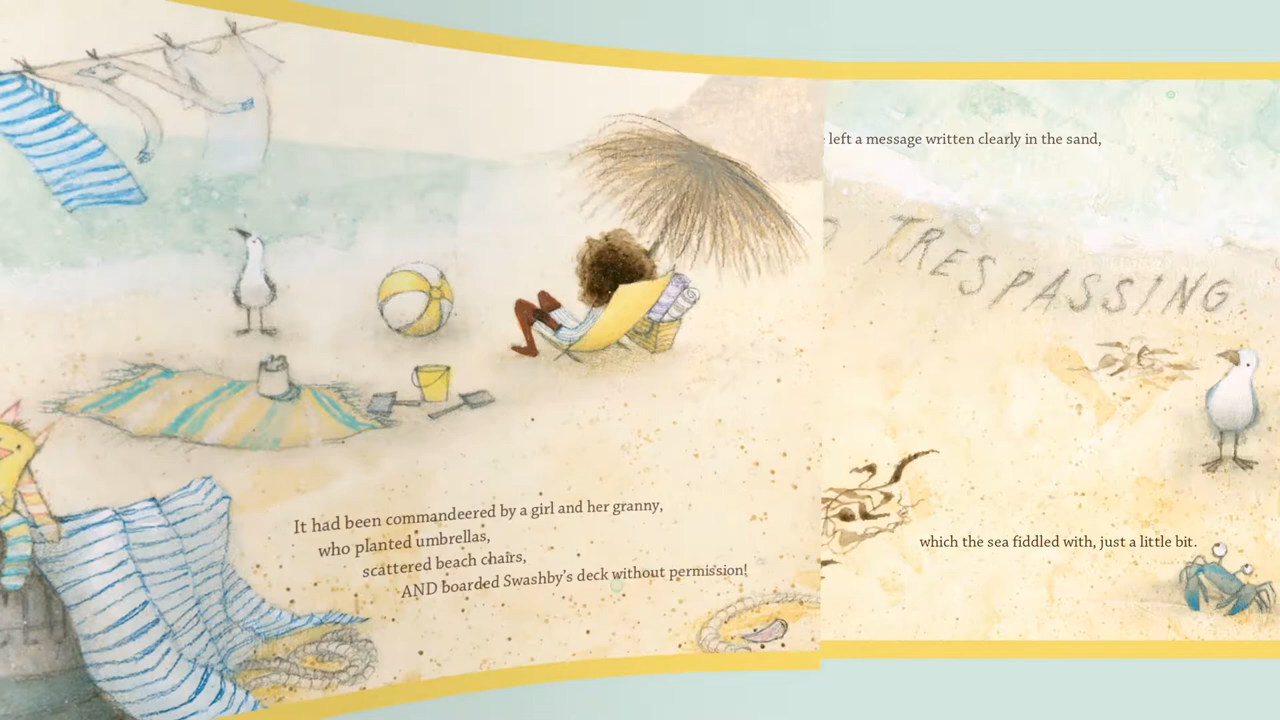 It had been commandeered by a girl and her granny,
who planted umbrellas,
scattered beach chairs,
AND boarded Swashby's deck without permission!
left a message written clearly in the sand,
TRESPASSING
which the sea fiddled with, just a little bit.